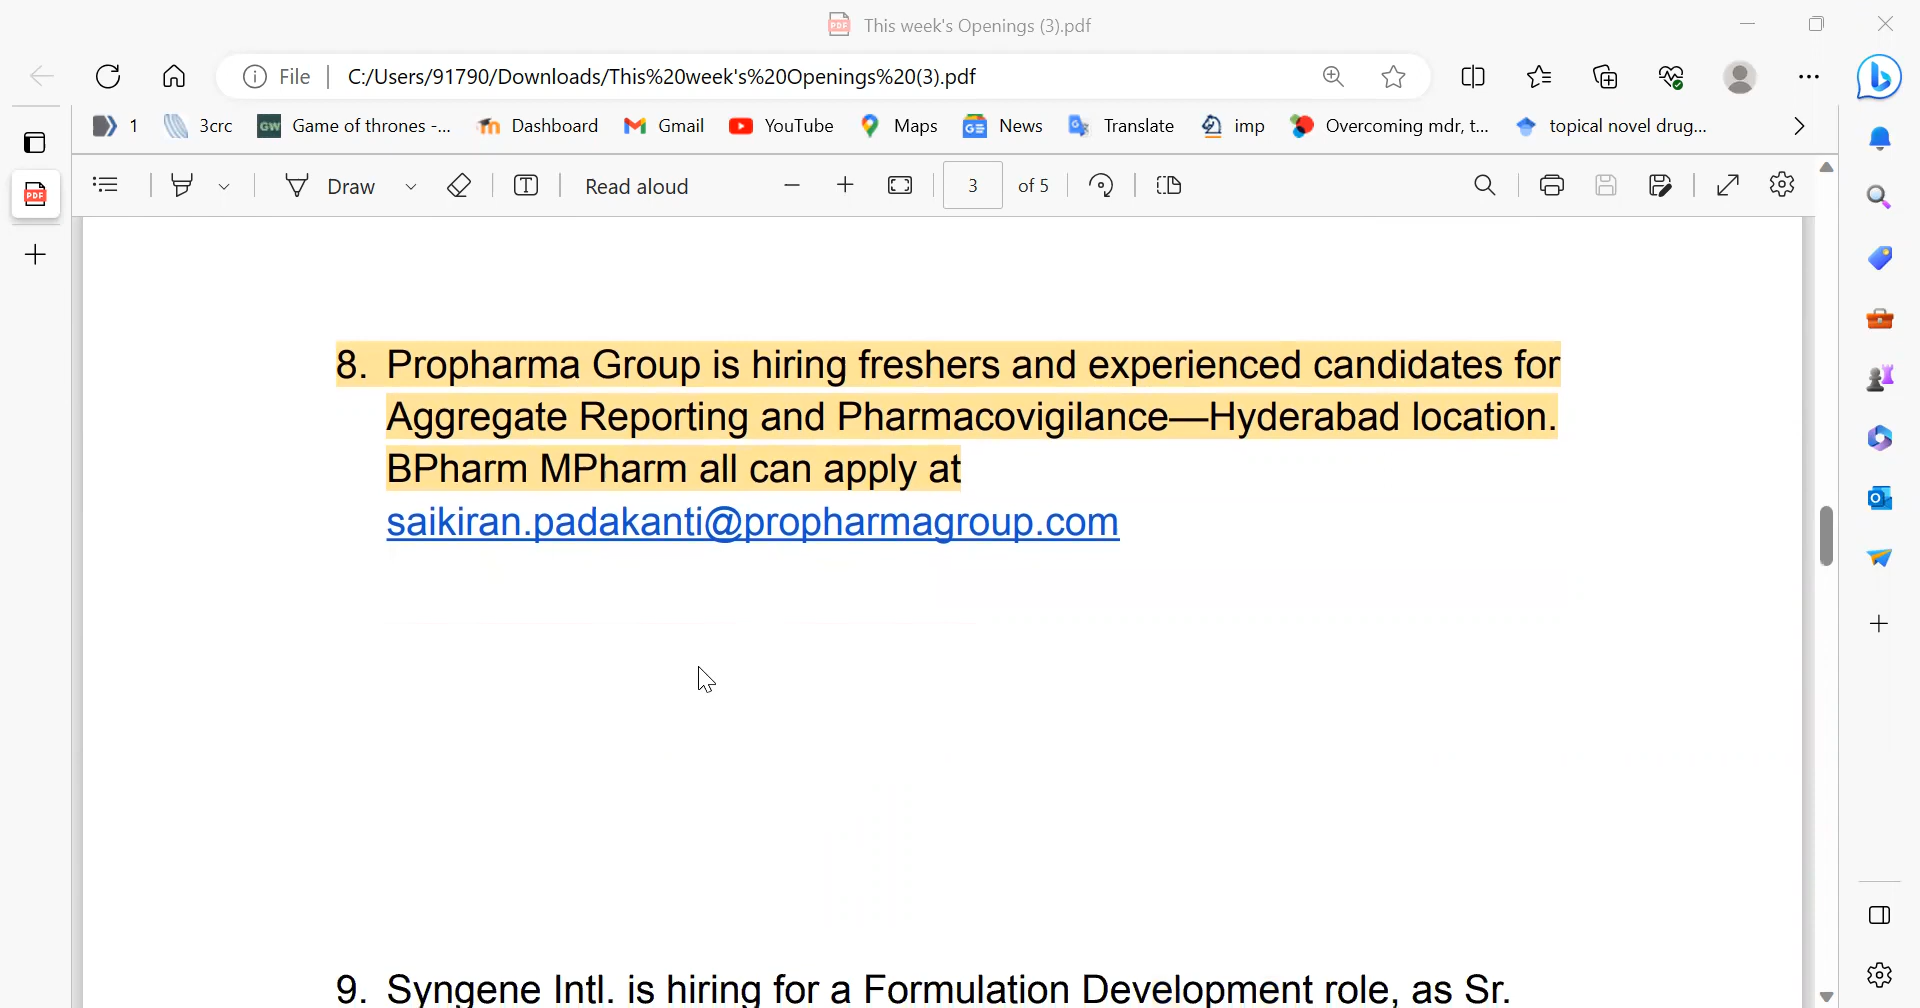 This week's Openings (3).pdf
File C:/Users/91790/Downloads/This%20week's%20Openings%20(3).pdf
1 3crc GW Game of thrones -... Dashboard Gmail YouTube Maps News Translate imp Overcoming mdr, t... topical novel drug...
Draw Read aloud 3 of 5
8. Propharma Group is hiring freshers and experienced candidates for
Aggregate Reporting and Pharmacovigilance—Hyderabad location.
BPharm MPharm all can apply at
saikiran.padakanti@propharmagroup.com
9. Syngene Intl. is hiring for a Formulation Development role, as Sr.